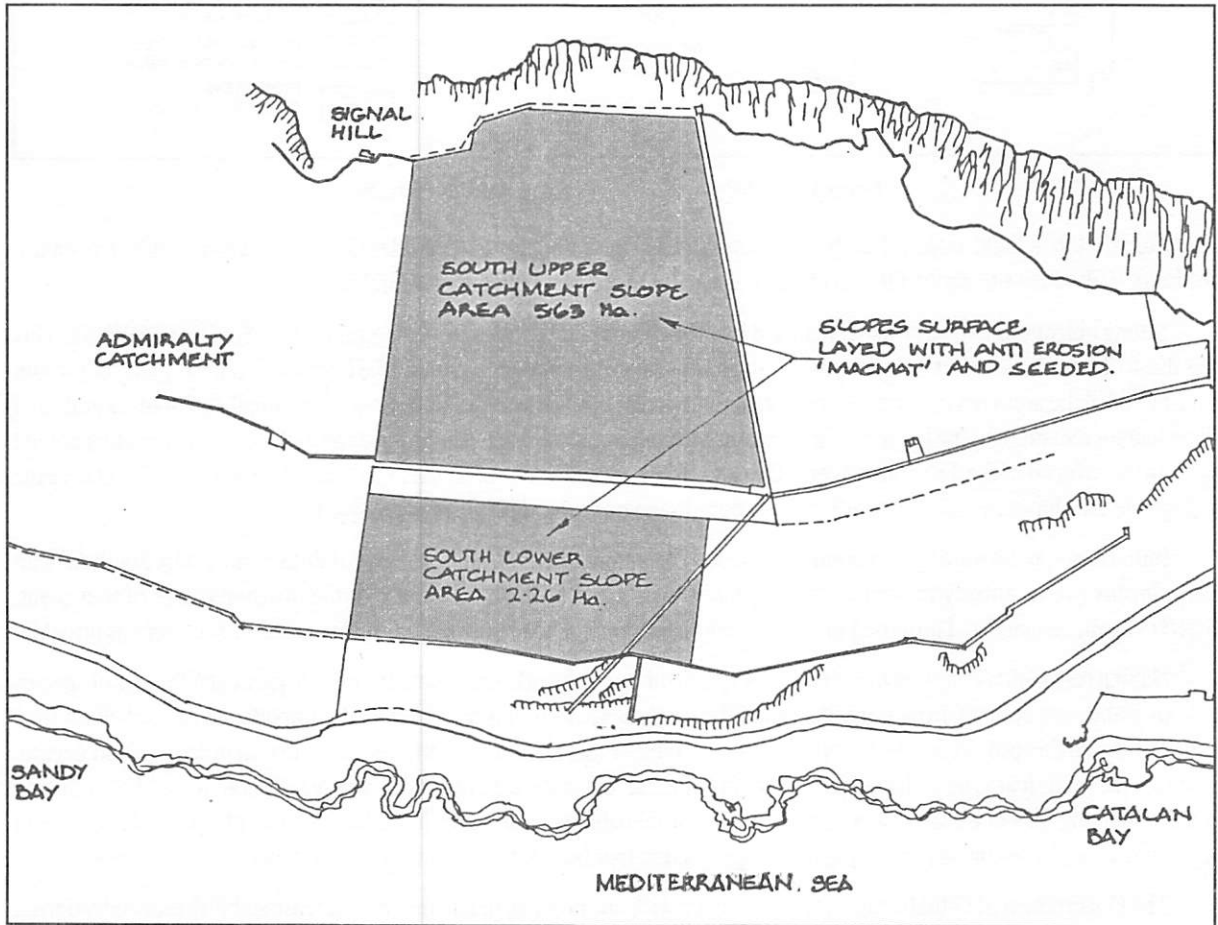 SIGNAL
HILL
SOUTH UPPER
CATCHMENT SLOPE
AREA 5·63 Ha.
ADMIRALTY
CATCHMENT
SLOPES SURFACE
LAYED WITH ANTI EROSION
'MACMAT' AND SEEDED.
SOUTH LOWER
CATCHMENT SLOPE
AREA 2·26 Ha.
SANDY
BAY
CATALAN
BAY
MEDITERRANEAN. SEA